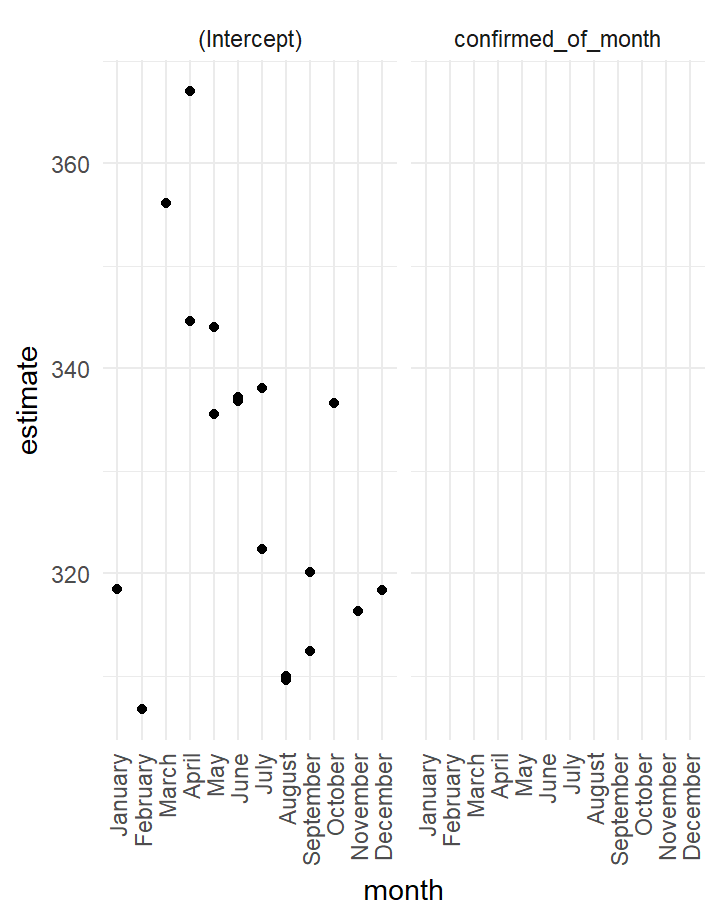 (Intercept)
confirmed_of_month
estimate
360
340
320
January
February
March
April
May
June
July
August
September
October
November
December
January
February
March
April
May
June
July
August
September
October
November
December
month